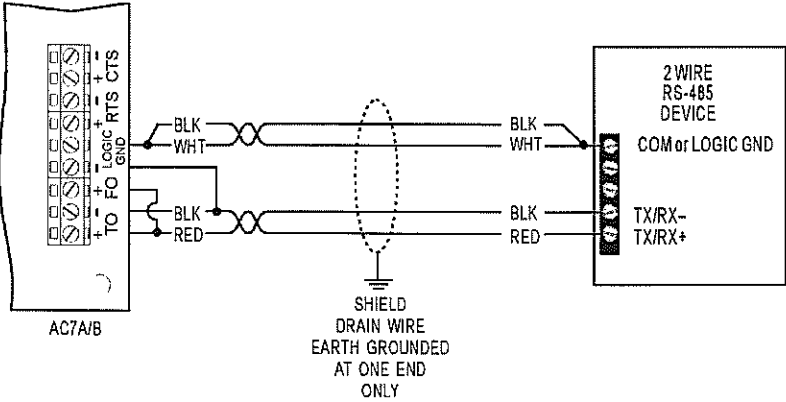 - CTS
+
- RTS
+
LOGIC
GND
- FO
+
- TO
+
AC7A/B
BLK
WHT
BLK
RED
BLK
WHT
BLK
RED
SHIELD
DRAIN WIRE
EARTH GROUNDED
AT ONE END
ONLY
2 WIRE
RS-485
DEVICE
COM or LOGIC GND
TX/RX-
TX/RX+